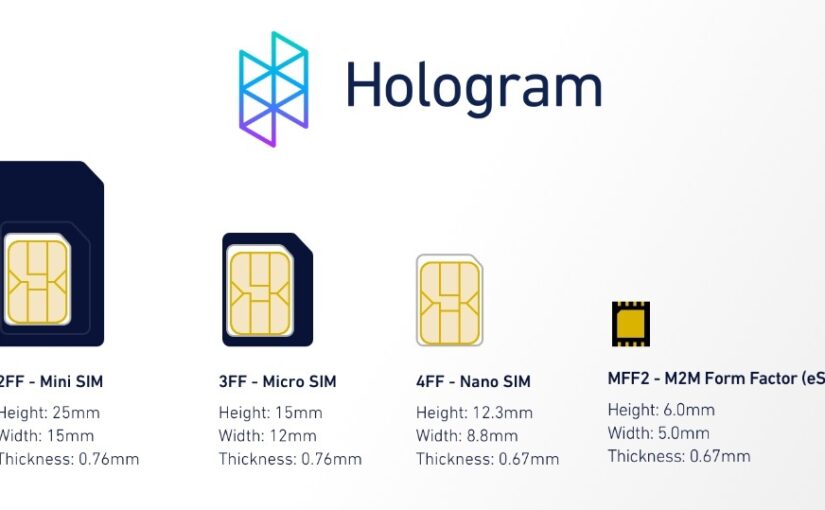 Hologram
2FF - Mini SIM
Height: 25mm
Width: 15mm
Thickness: 0.76mm
3FF - Micro SIM
Height: 15mm
Width: 12mm
Thickness: 0.76mm
4FF - Nano SIM
Height: 12.3mm
Width: 8.8mm
Thickness: 0.67mm
MFF2 - M2M Form Factor (eS
Height: 6.0mm
Width: 5.0mm
Thickness: 0.67mm